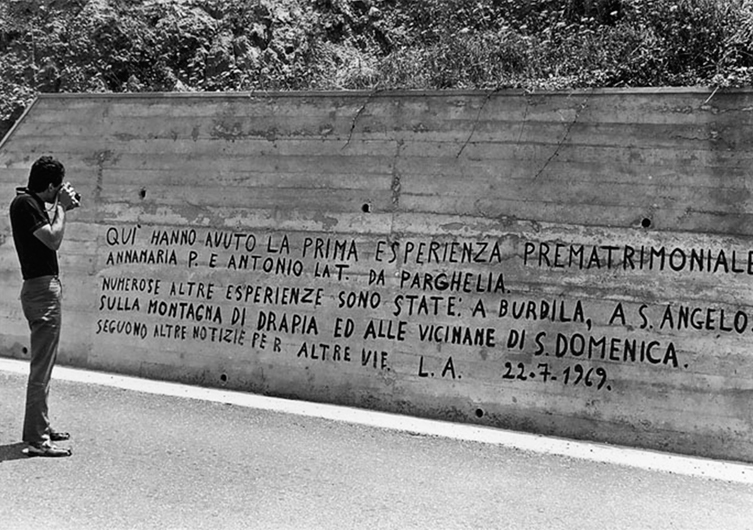 QUI' HANNO AVUTO LA PRIMA ESPERIENZA PREMATRIMONIALE
ANNAMARIA P. E ANTONIO LAT. DA PARGHELIA.
NUMEROSE ALTRE ESPERIENZE SONO STATE: A BURDILA, A S. ANGELO.
SULLA MONTAGNA DI DRAPIA ED ALLE VICINANE DI S. DOMENICA.
SEGUONO ALTRE NOTIZIE PER ALTRE VIE. L. A. 22-7-1969.